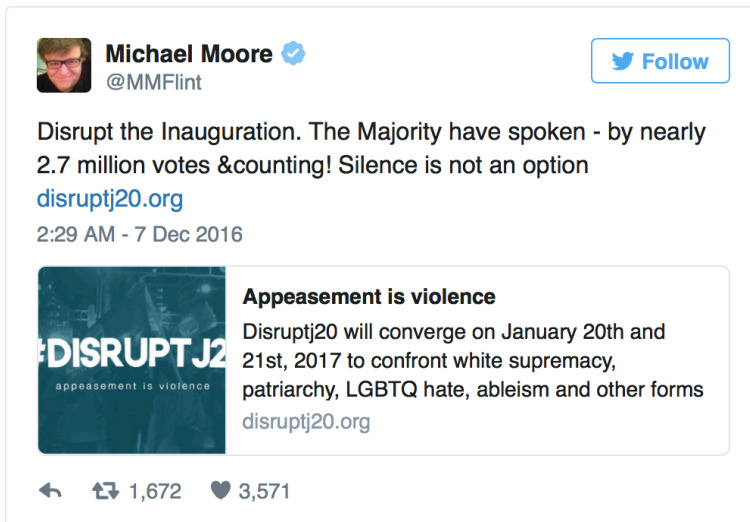 Michael Moore
Follow
@MMFlint
Disrupt the Inauguration. The Majority have spoken - by nearly
2.7 million votes &counting! Silence is not an option
disruptj20.org
2:29 AM - 7 Dec 2016
#DISRUPTJ2
appeasement is violence
Appeasement is violence
Disruptj20 will converge on January 20th and
21st, 2017 to confront white supremacy,
patriarchy, LGBTQ hate, ableism and other forms
disruptj20.org
1,672
3,571